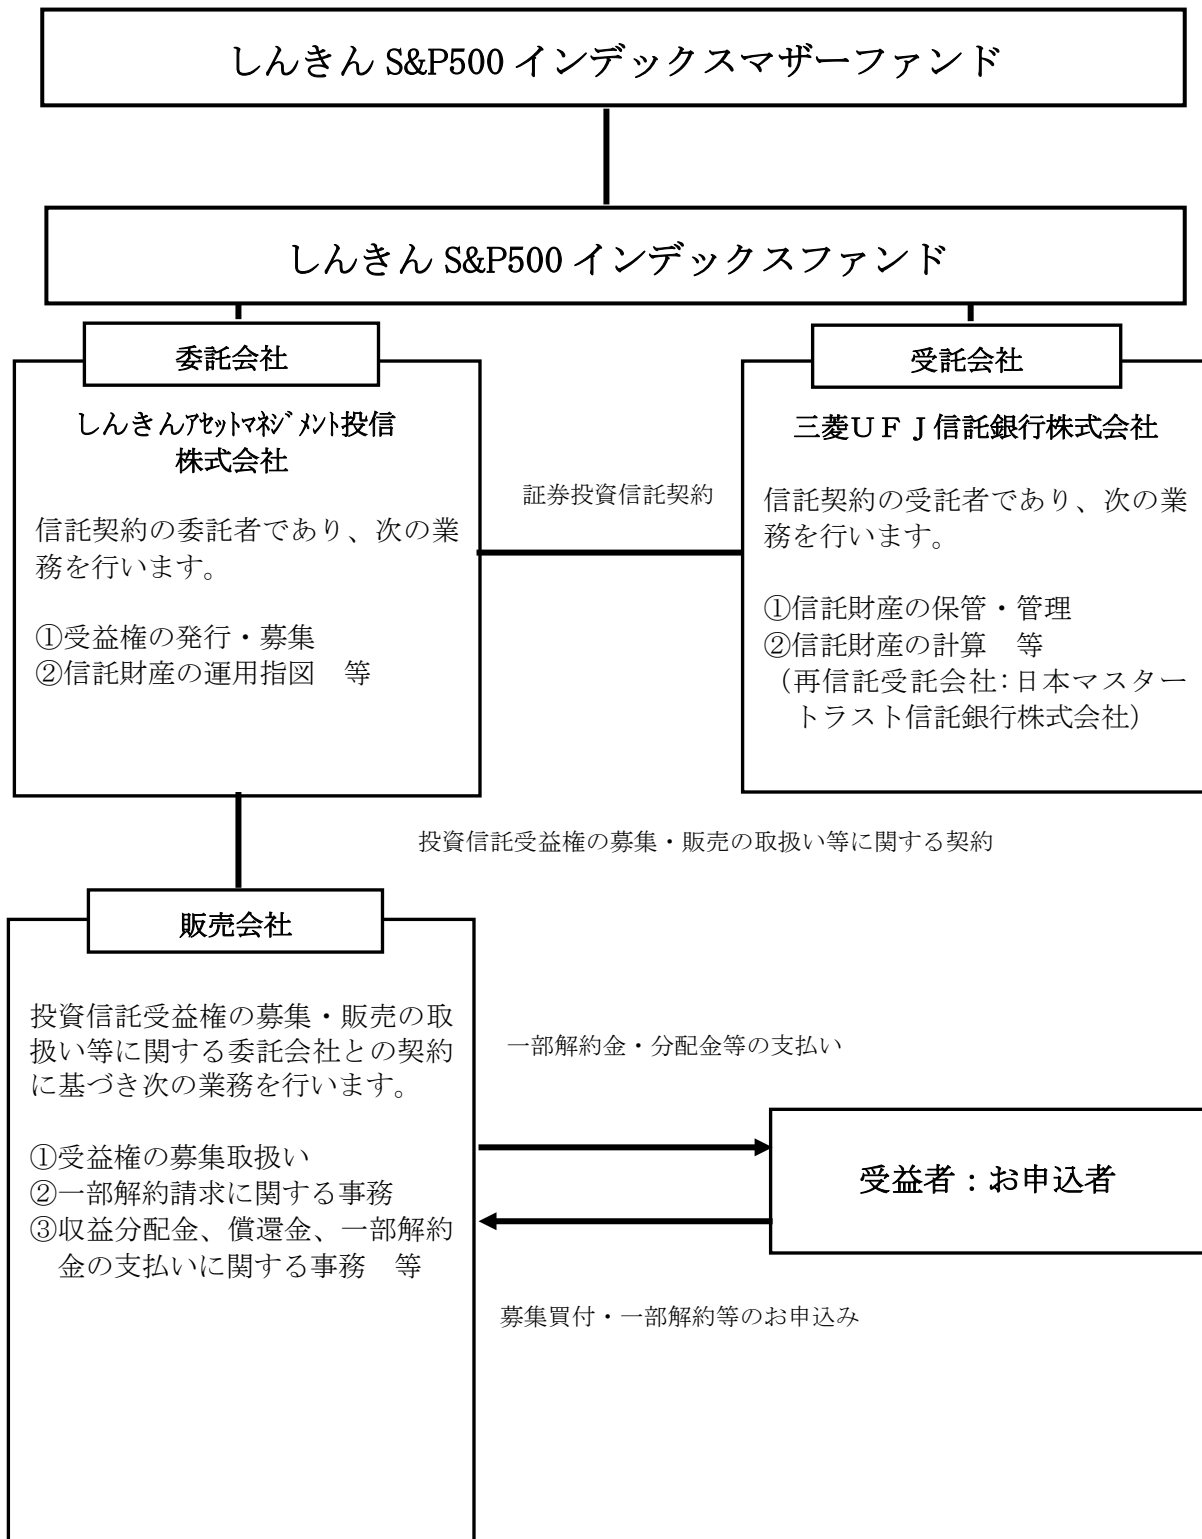 しんきん S&P500 インデックスマザーファンド
しんきん S&P500 インデックスファンド
委託会社
しんきんｱｾｯﾄﾏﾈｼﾞﾒﾝﾄ投信
株式会社
信託契約の委託者であり、次の業
務を行います。
①受益権の発行・募集
②信託財産の運用指図　等
証券投資信託契約
受託会社
三菱ＵＦＪ信託銀行株式会社
信託契約の受託者であり、次の業
務を行います。
①信託財産の保管・管理
②信託財産の計算　等
（再信託受託会社：日本マスター
トラスト信託銀行株式会社）
投資信託受益権の募集・販売の取扱い等に関する契約
販売会社
投資信託受益権の募集・販売の取
扱い等に関する委託会社との契約
に基づき次の業務を行います。
①受益権の募集取扱い
②一部解約請求に関する事務
③収益分配金、償還金、一部解約
金の支払いに関する事務　等
一部解約金・分配金等の支払い
受益者：お申込者
募集買付・一部解約等のお申込み